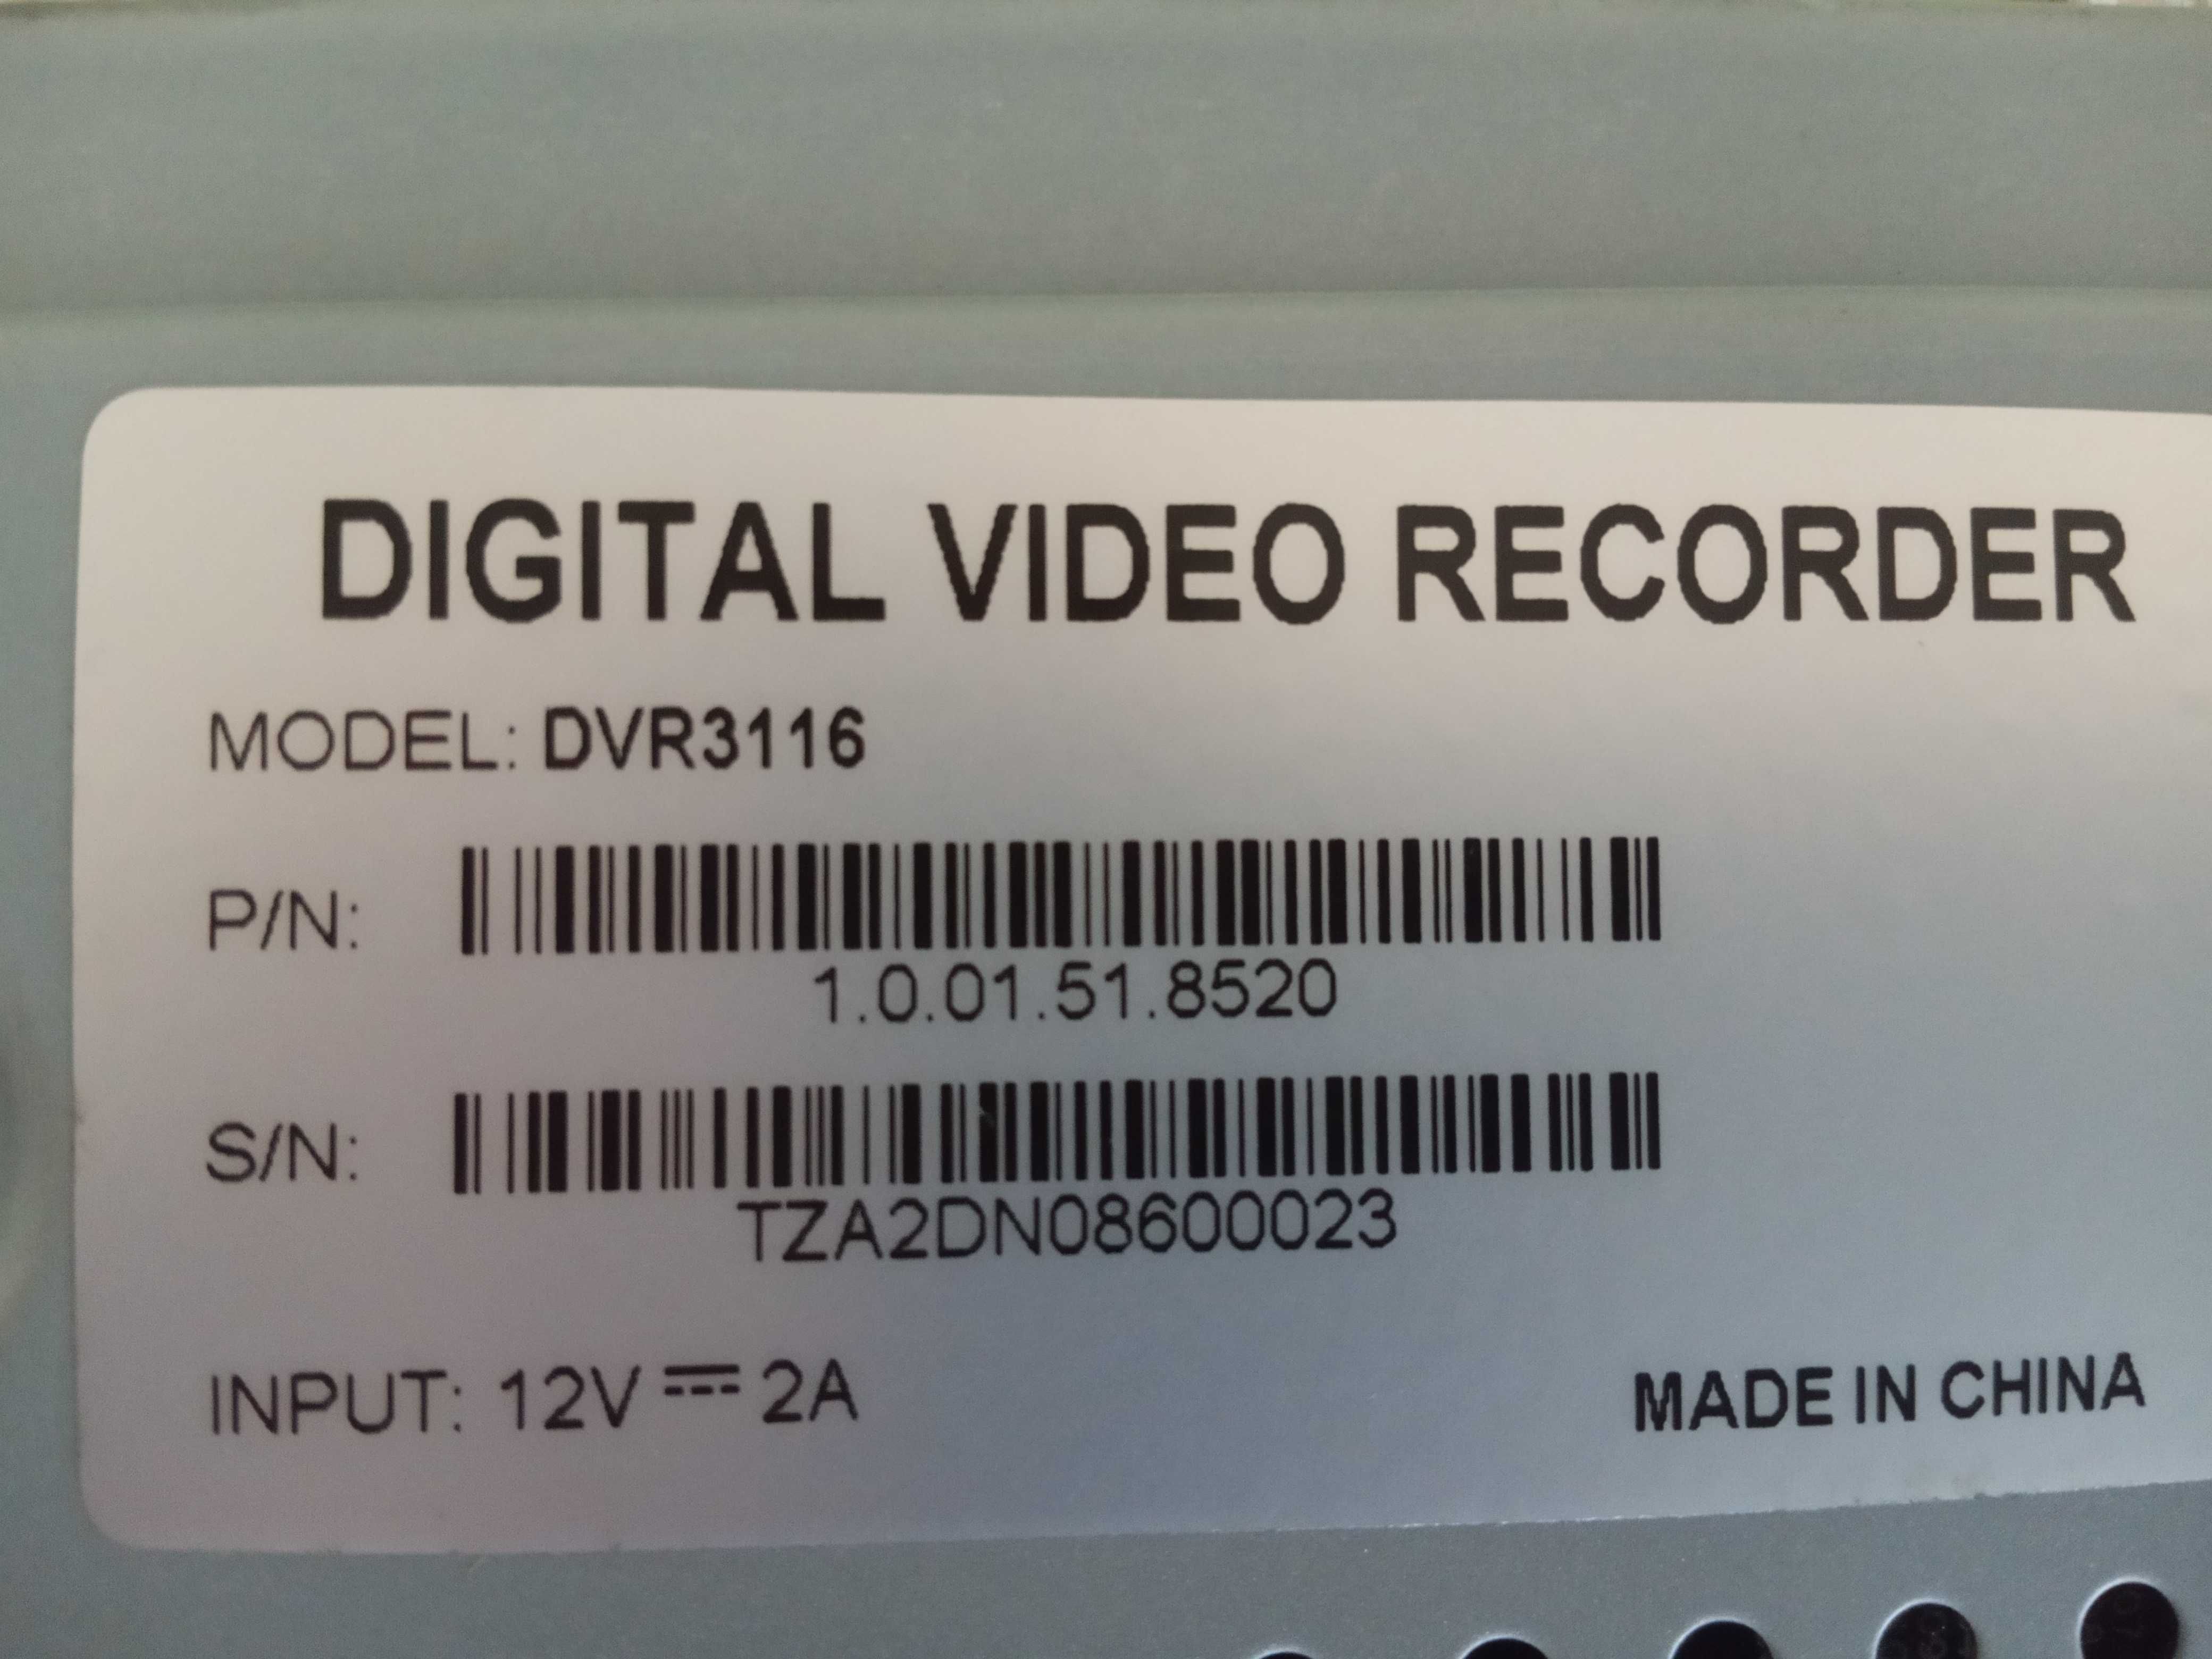 DIGITAL VIDEO RECORDER
MODEL: DVR3116
P/N:
1.0.01.51.8520
S/N:
TZA2DN08600023
INPUT: 12V ⎓ 2A
MADE IN CHINA